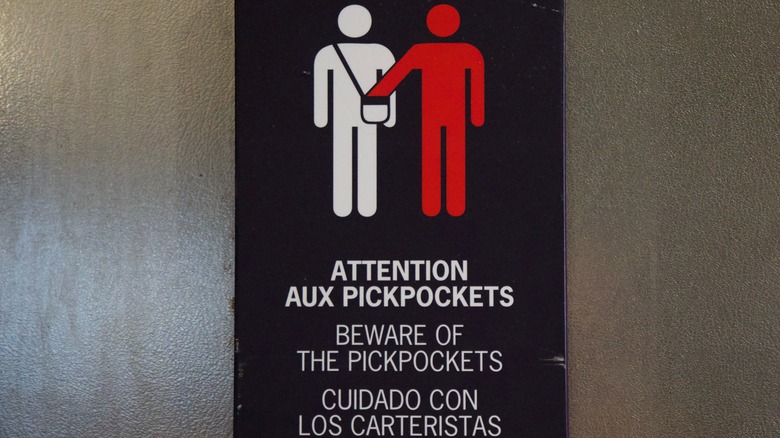 ATTENTION
AUX PICKPOCKETS
BEWARE OF
THE PICKPOCKETS
CUIDADO CON
LOS CARTERISTAS